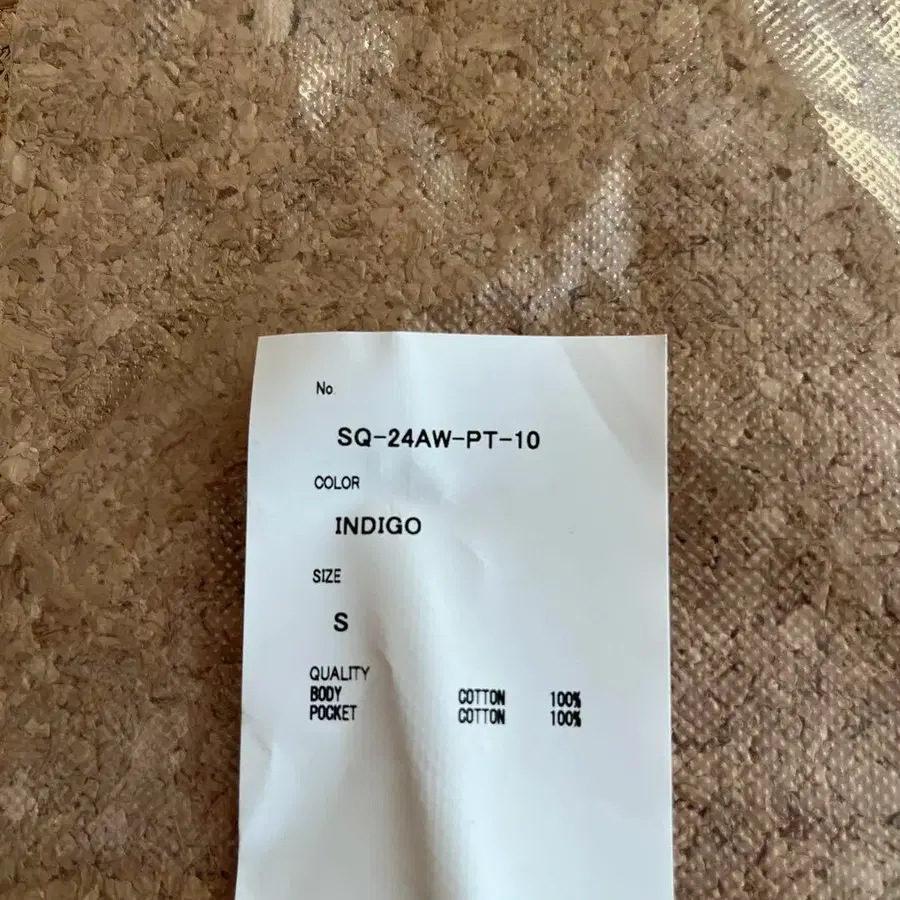 No.
SQ-24AW-PT-10
COLOR
INDIGO
SIZE
S
QUALITY
BODY COTTON 100%
POCKET COTTON 100%